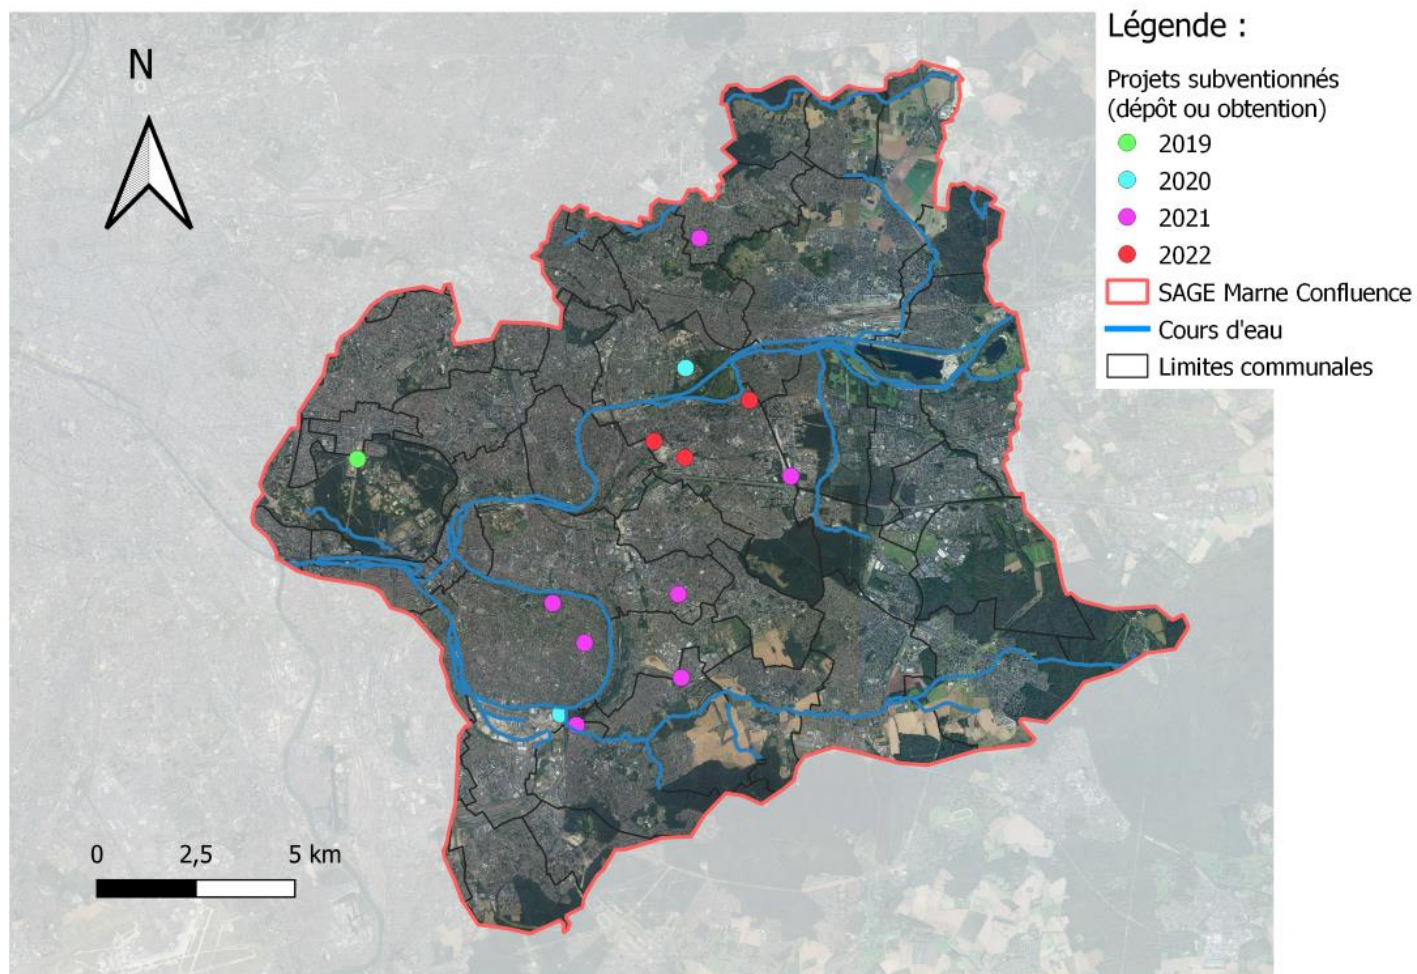 N
Légende :
Projets subventionnés
(dépôt ou obtention)
2019
2020
2021
2022
SAGE Marne Confluence
Cours d'eau
Limites communales
0 2,5 5 km